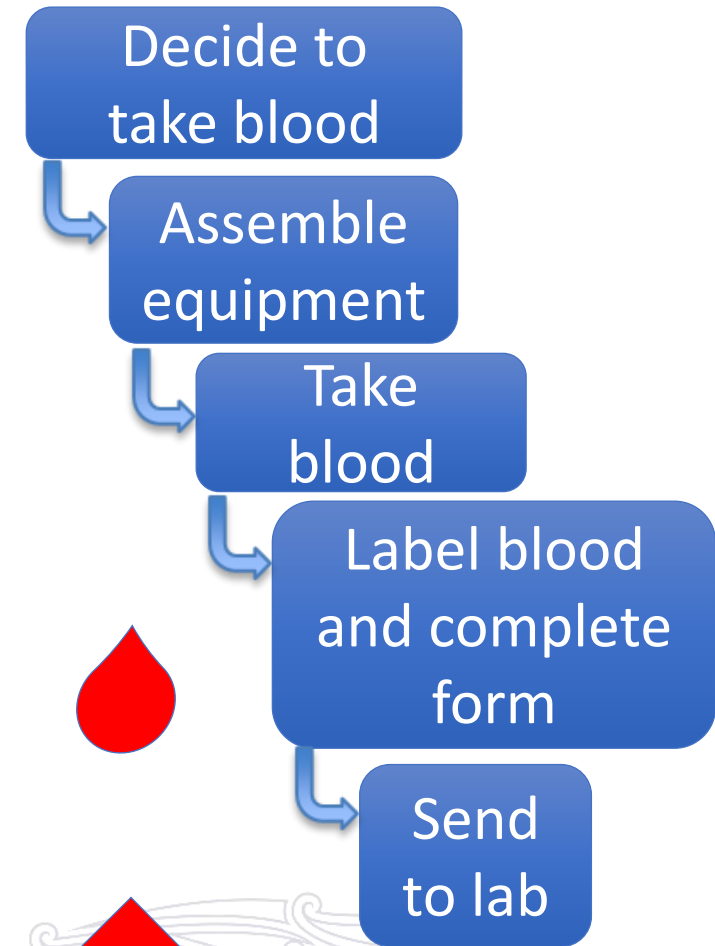 Decide to
take blood
Assemble
equipment
Take
blood
Label blood
and complete
form
Send
to lab